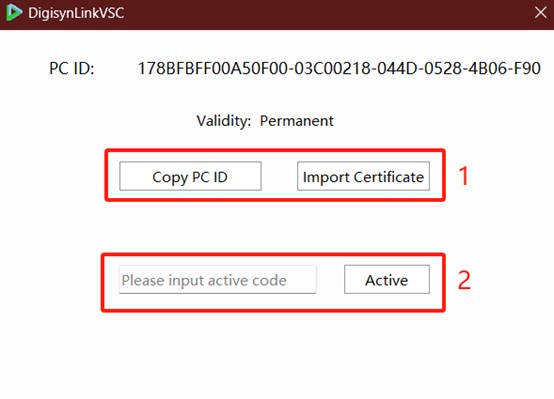 DigisynLinkVSC
PC ID: 178BFBFF00A50F00-03C00218-044D-0528-4B06-F90
Validity: Permanent
Copy PC ID Import Certificate 1
Please input active code Active 2